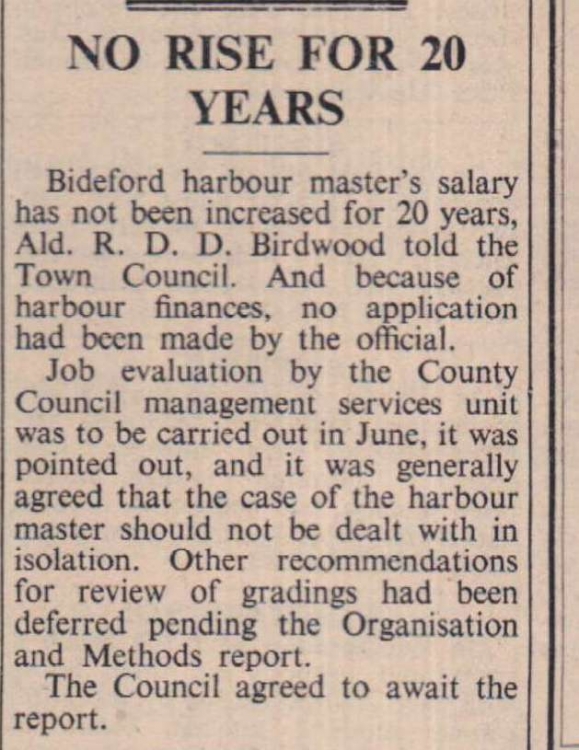 NO RISE FOR 20
YEARS
Bideford harbour master's salary
has not been increased for 20 years,
Ald. R. D. D. Birdwood told the
Town Council. And because of
harbour finances, no application
had been made by the official.
Job evaluation by the County
Council management services unit
was to be carried out in June, it was
pointed out, and it was generally
agreed that the case of the harbour
master should not be dealt with in
isolation. Other recommendations
for review of gradings had been
deferred pending the Organisation
and Methods report.
The Council agreed to await the
report.